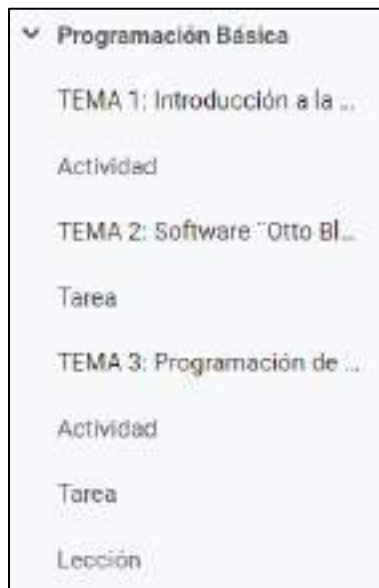 Programación Básica
TEMA 1: Introducción a la ...
Actividad
TEMA 2: Software ¨Otto Bl...
Tarea
TEMA 3: Programación de ...
Actividad
Tarea
Lección